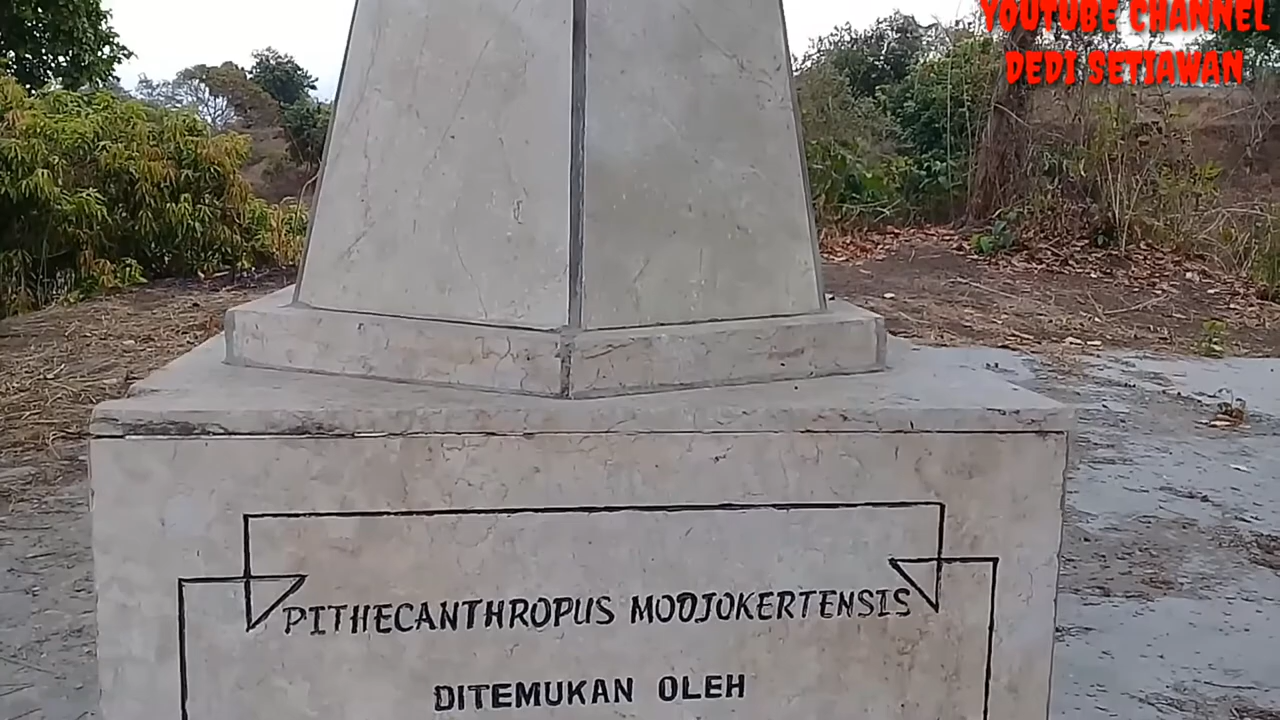 YOUTUBE CHANNEL
DEDI SETIAWAN
PITHECANTHROPUS MODJOKERTENSIS
DITEMUKAN OLEH